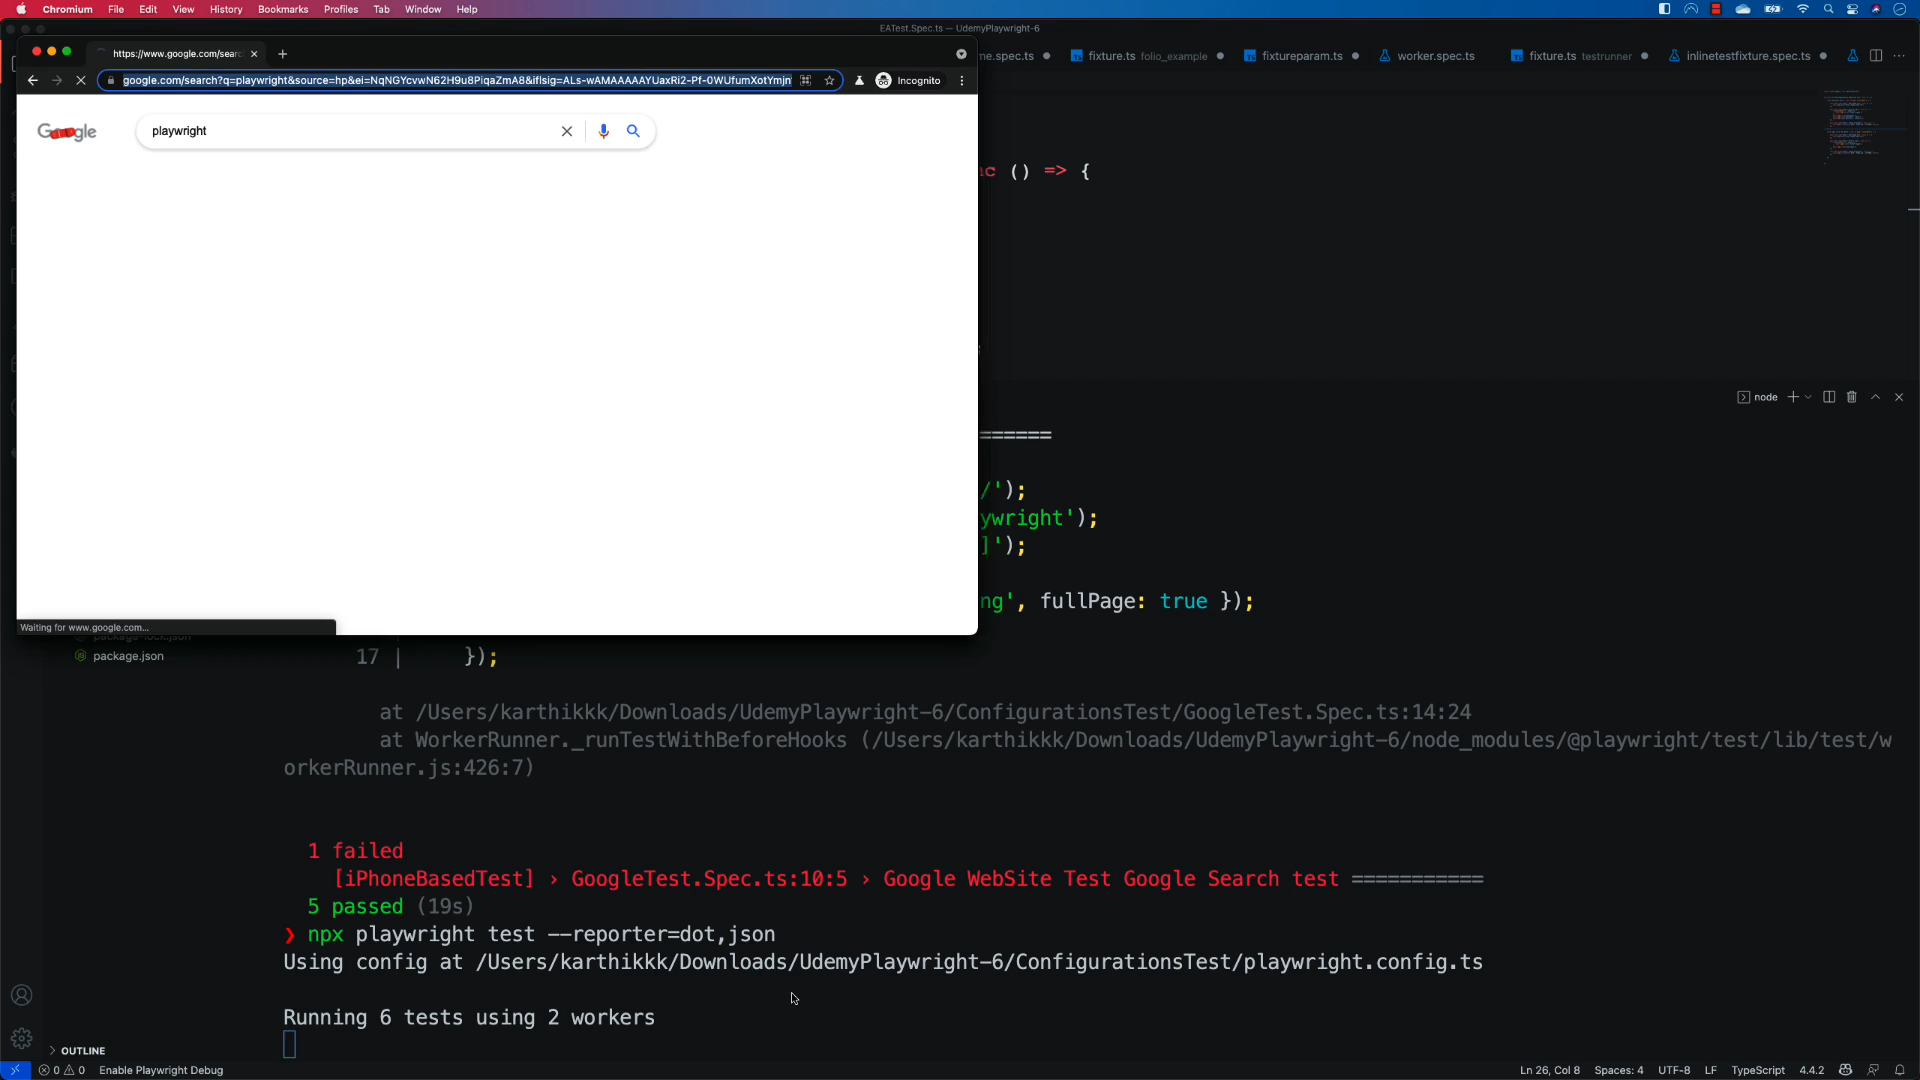 Chromium File Edit View History Bookmarks Profiles Tab Window Help
EATest.Spec.ts — UdemyPlaywright-6
https://www.google.com/sear
me.spec.ts fixture.ts folio_example fixtureparam.ts worker.spec.ts fixture.ts testrunner inlinetestfixture.spec.ts
google.com/search?q=playwright&source=hp&ei=NqNGYcvwN62H9u8PiqaZmA8&iflsig=ALs-wAMAAAAAYUaxRi2-Pf-0WUfumXotYmjn
Incognito
Google
playwright
nc () => {
node
======
/');
ywright');
]');
ng', fullPage: true });
Waiting for www.google.com...
package-lock.json
package.json
17 | });
at /Users/karthikkk/Downloads/UdemyPlaywright-6/ConfigurationsTest/GoogleTest.Spec.ts:14:24
at WorkerRunner._runTestWithBeforeHooks (/Users/karthikkk/Downloads/UdemyPlaywright-6/node_modules/@playwright/test/lib/test/w
orkerRunner.js:426:7)
1 failed
[iPhoneBasedTest] › GoogleTest.Spec.ts:10:5 › Google WebSite Test Google Search test ===========
5 passed (19s)
❯ npx playwright test --reporter=dot,json
Using config at /Users/karthikkk/Downloads/UdemyPlaywright-6/ConfigurationsTest/playwright.config.ts
Running 6 tests using 2 workers
OUTLINE
0 0 Enable Playwright Debug
Ln 26, Col 8 Spaces: 4 UTF-8 LF TypeScript 4.4.2